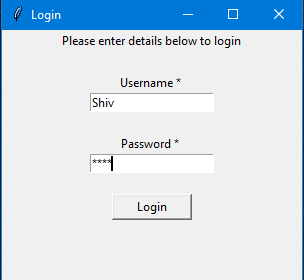 Login
Please enter details below to login
Username *
Shiv
Password *
****
Login